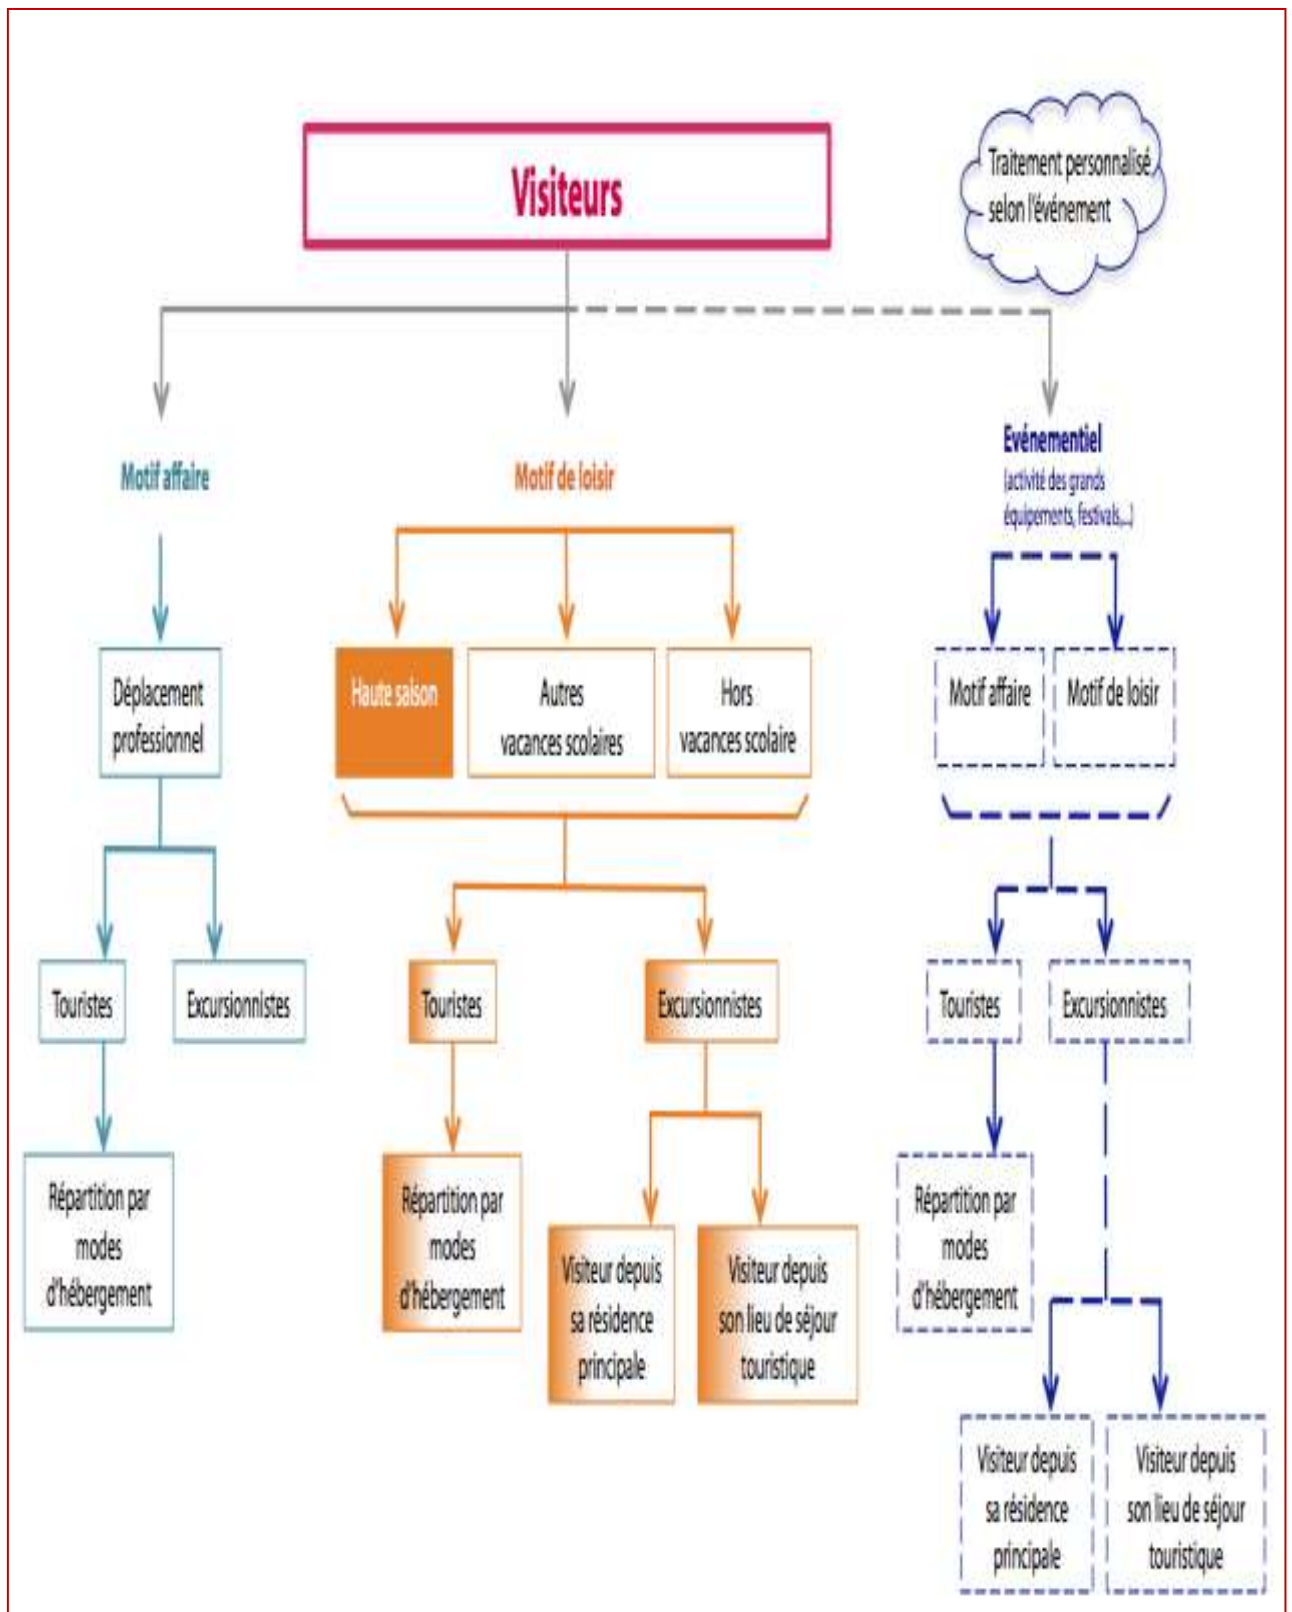 Visiteurs
Traitement personnalisé
selon l'événement
Motif affaire
Motif de loisir
Evénementiel
(activité des grands
équipements, festivals,...)
Déplacement
professionnel
Haute saison
Autres
vacances scolaires
Hors
vacances scolaire
Motif affaire
Motif de loisir
Touristes
Excursionnistes
Touristes
Excursionnistes
Touristes
Excursionnistes
Répartition par
modes
d'hébergement
Répartition par
modes
d'hébergement
Visiteur depuis
sa résidence
principale
Visiteur depuis
son lieu de séjour
touristique
Répartition par
modes
d'hébergement
Visiteur depuis
sa résidence
principale
Visiteur depuis
son lieu de séjour
touristique